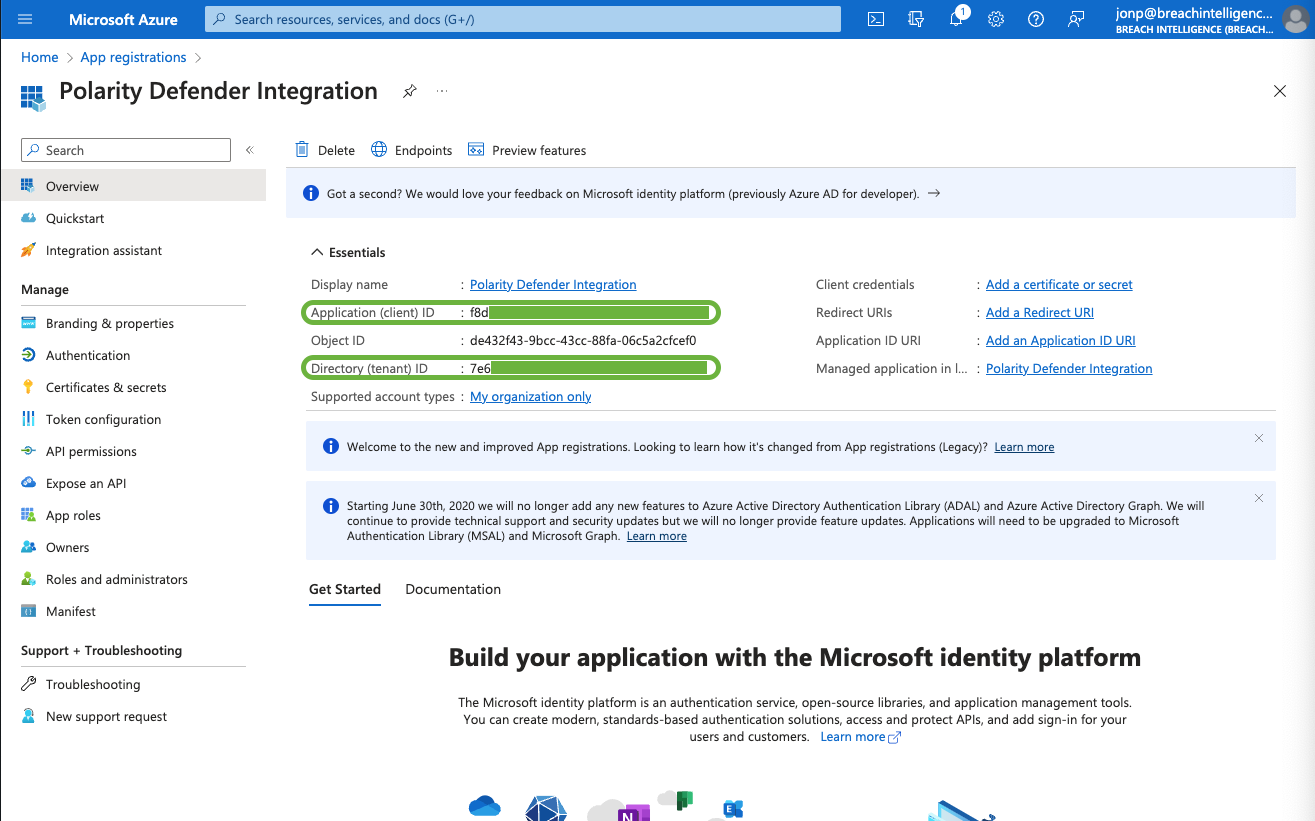 Microsoft Azure
Search resources, services, and docs (G+/)
1
jonp@breachintelligenc...
BREACH INTELLIGENCE (BREACH...
Home > App registrations >
Polarity Defender Integration
...
Search
«
Overview
Quickstart
Integration assistant
Manage
Branding & properties
Authentication
Certificates & secrets
Token configuration
API permissions
Expose an API
App roles
Owners
Roles and administrators
Manifest
Support + Troubleshooting
Troubleshooting
New support request
Delete
Endpoints
Preview features
Got a second? We would love your feedback on Microsoft identity platform (previously Azure AD for developer). →
Essentials
Display name : Polarity Defender Integration
Application (client) ID : f8d
Object ID : de432f43-9bcc-43cc-88fa-06c5a2cfcef0
Directory (tenant) ID : 7e6
Supported account types : My organization only
Client credentials : Add a certificate or secret
Redirect URIs : Add a Redirect URI
Application ID URI : Add an Application ID URI
Managed application in l... : Polarity Defender Integration
Welcome to the new and improved App registrations. Looking to learn how it's changed from App registrations (Legacy)? Learn more
Starting June 30th, 2020 we will no longer add any new features to Azure Active Directory Authentication Library (ADAL) and Azure Active Directory Graph. We will
continue to provide technical support and security updates but we will no longer provide feature updates. Applications will need to be upgraded to Microsoft
Authentication Library (MSAL) and Microsoft Graph. Learn more
Get Started
Documentation
Build your application with the Microsoft identity platform
The Microsoft identity platform is an authentication service, open-source libraries, and application management tools.
You can create modern, standards-based authentication solutions, access and protect APIs, and add sign-in for your
users and customers. Learn more
N
E